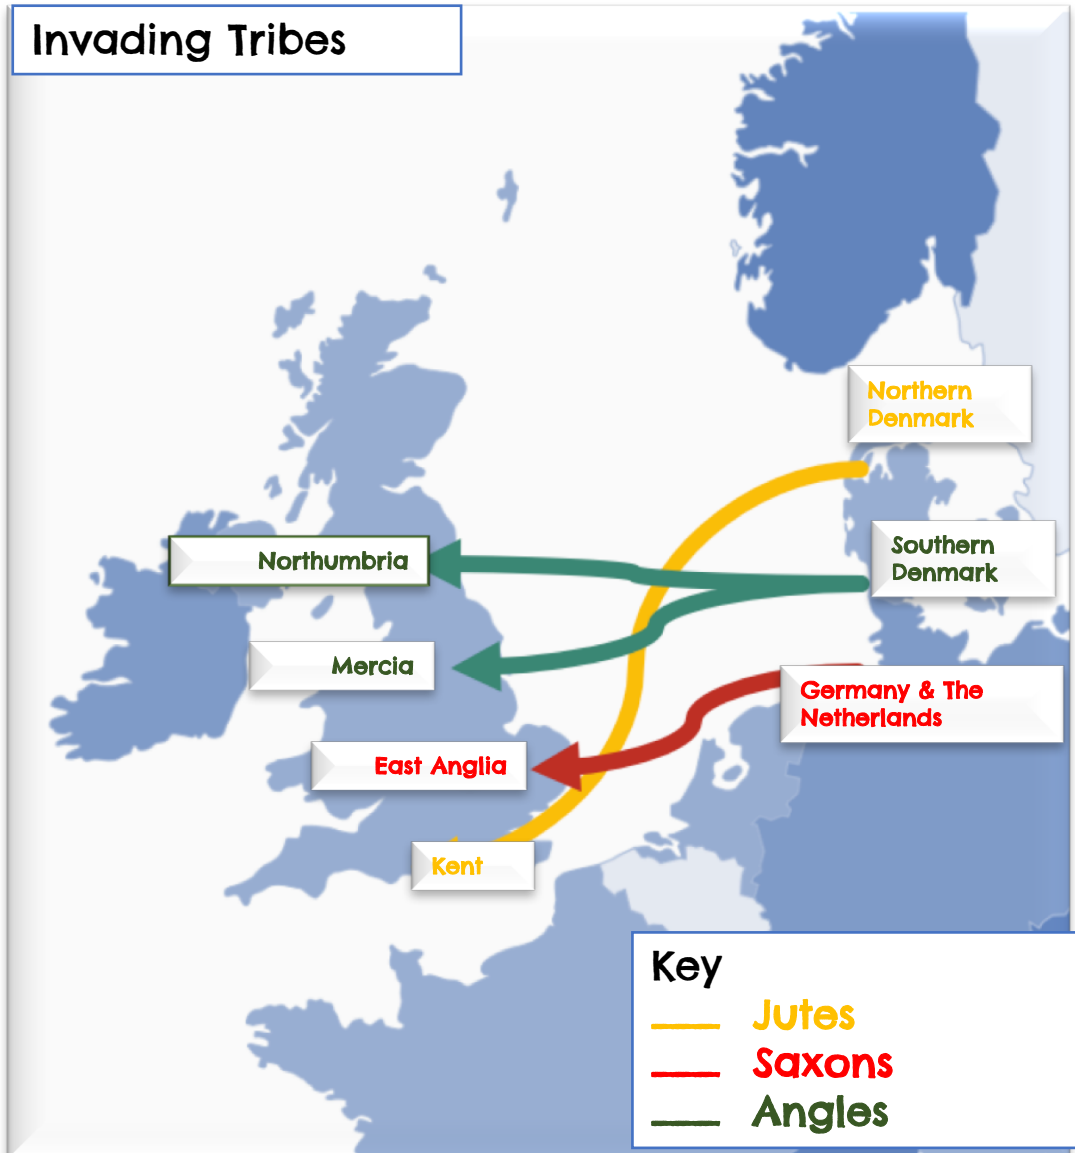 Invading Tribes
Northern
Denmark
Southern
Denmark
Northumbria
Mercia
Germany & The
Netherlands
East Anglia
Kent
Key
Jutes
Saxons
Angles